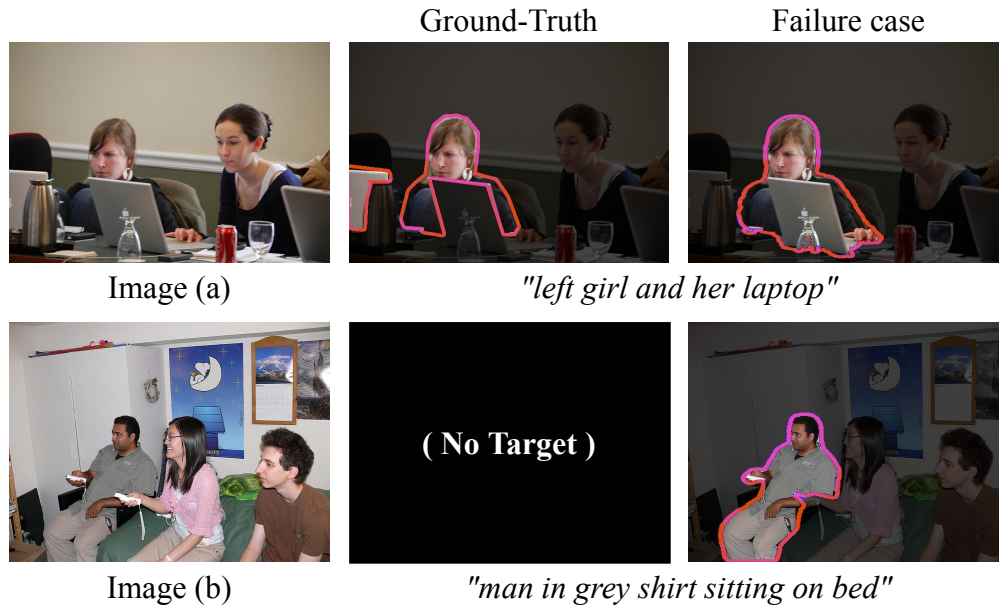 Ground-Truth
Failure case
Image (a)
"left girl and her laptop"
( No Target )
Image (b)
"man in grey shirt sitting on bed"